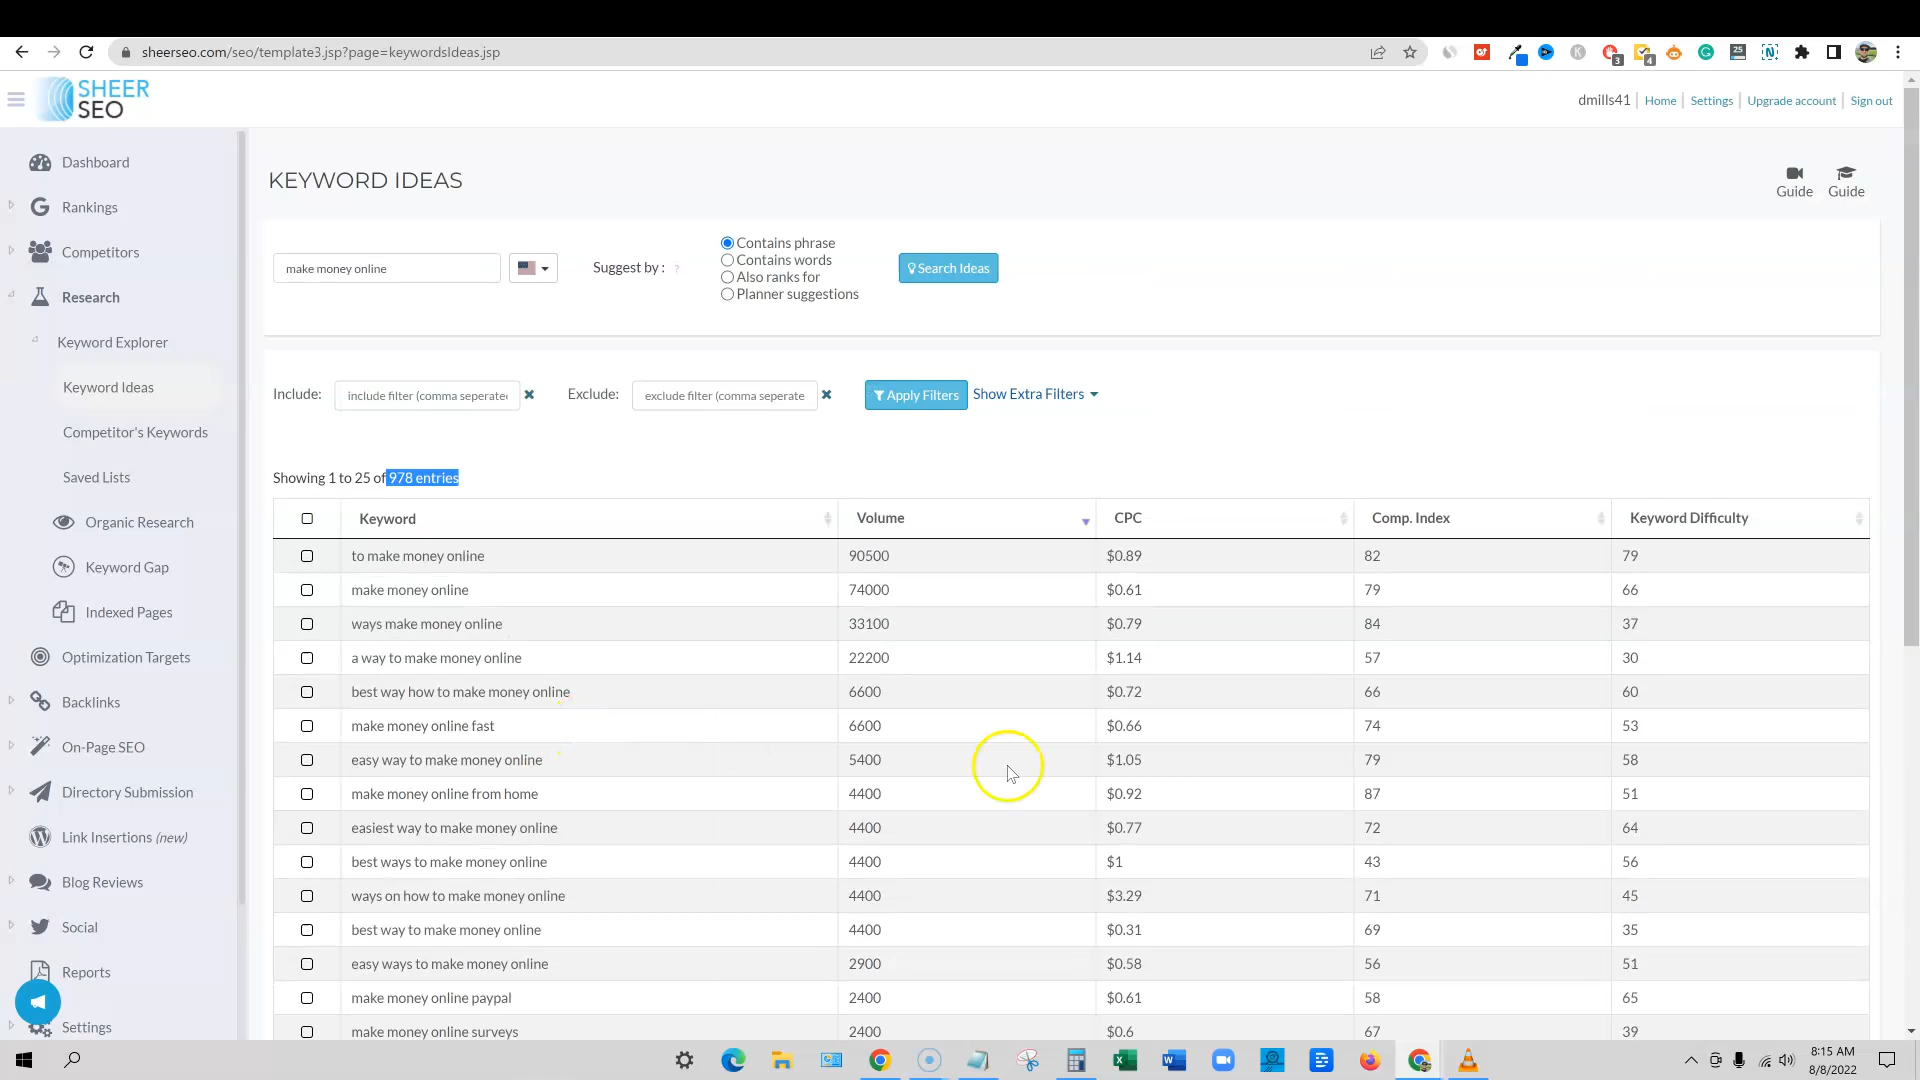 sheerseo.com/seo/template3.jsp?page=keywordsIdeas.jsp
3
4
25
SHEER
SEO
dmills41 Home Settings Upgrade account Sign out
Dashboard
Rankings
Competitors
Research
Keyword Explorer
Keyword Ideas
Competitor's Keywords
Saved Lists
Organic Research
Keyword Gap
Indexed Pages
Optimization Targets
Backlinks
On-Page SEO
Directory Submission
Link Insertions (new)
Blog Reviews
Social
Reports
Settings
KEYWORD IDEAS
Guide Guide
make money online
Suggest by : ?
Contains phrase
Contains words
Also ranks for
Planner suggestions
Search Ideas
Include: include filter (comma seperated Exclude: exclude filter (comma seperate Apply Filters Show Extra Filters
Showing 1 to 25 of 978 entries
Keyword Volume CPC Comp. Index Keyword Difficulty
to make money online 90500 $0.89 82 79
make money online 74000 $0.61 79 66
ways make money online 33100 $0.79 84 37
a way to make money online 22200 $1.14 57 30
best way how to make money online 6600 $0.72 66 60
make money online fast 6600 $0.66 74 53
easy way to make money online 5400 $1.05 79 58
make money online from home 4400 $0.92 87 51
easiest way to make money online 4400 $0.77 72 64
best ways to make money online 4400 $1 43 56
ways on how to make money online 4400 $3.29 71 45
best way to make money online 4400 $0.31 69 35
easy ways to make money online 2900 $0.58 56 51
make money online paypal 2400 $0.61 58 65
make money online surveys 2400 $0.6 67 39
8:15 AM
8/8/2022